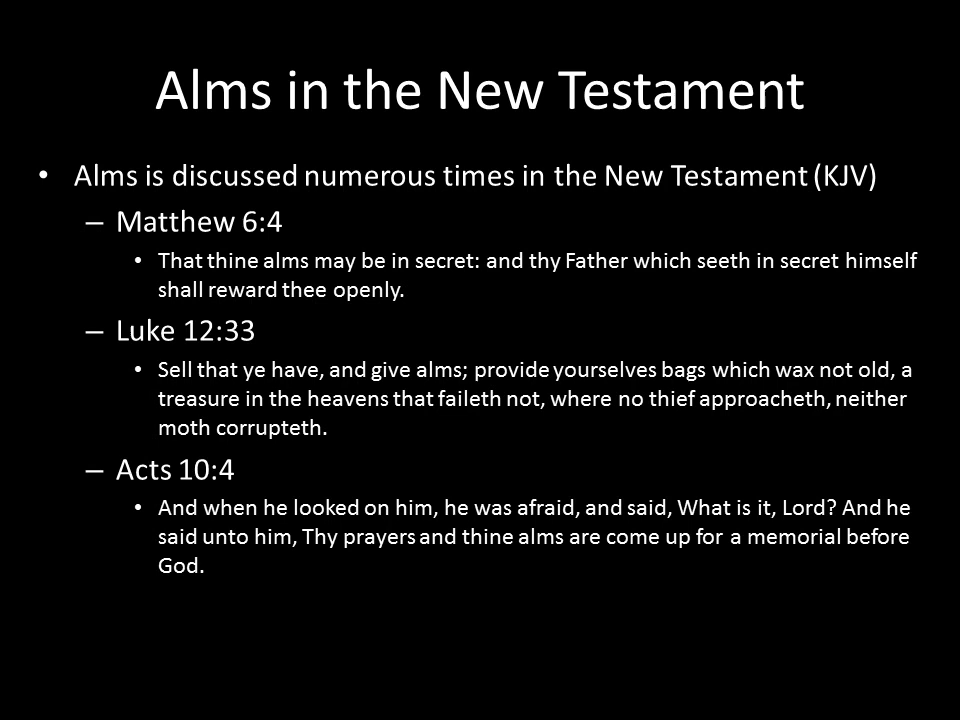 Alms in the New Testament
• Alms is discussed numerous times in the New Testament (KJV)
– Matthew 6:4
• That thine alms may be in secret: and thy Father which seeth in secret himself
shall reward thee openly.
– Luke 12:33
• Sell that ye have, and give alms; provide yourselves bags which wax not old, a
treasure in the heavens that faileth not, where no thief approacheth, neither
moth corrupteth.
– Acts 10:4
• And when he looked on him, he was afraid, and said, What is it, Lord? And he
said unto him, Thy prayers and thine alms are come up for a memorial before
God.